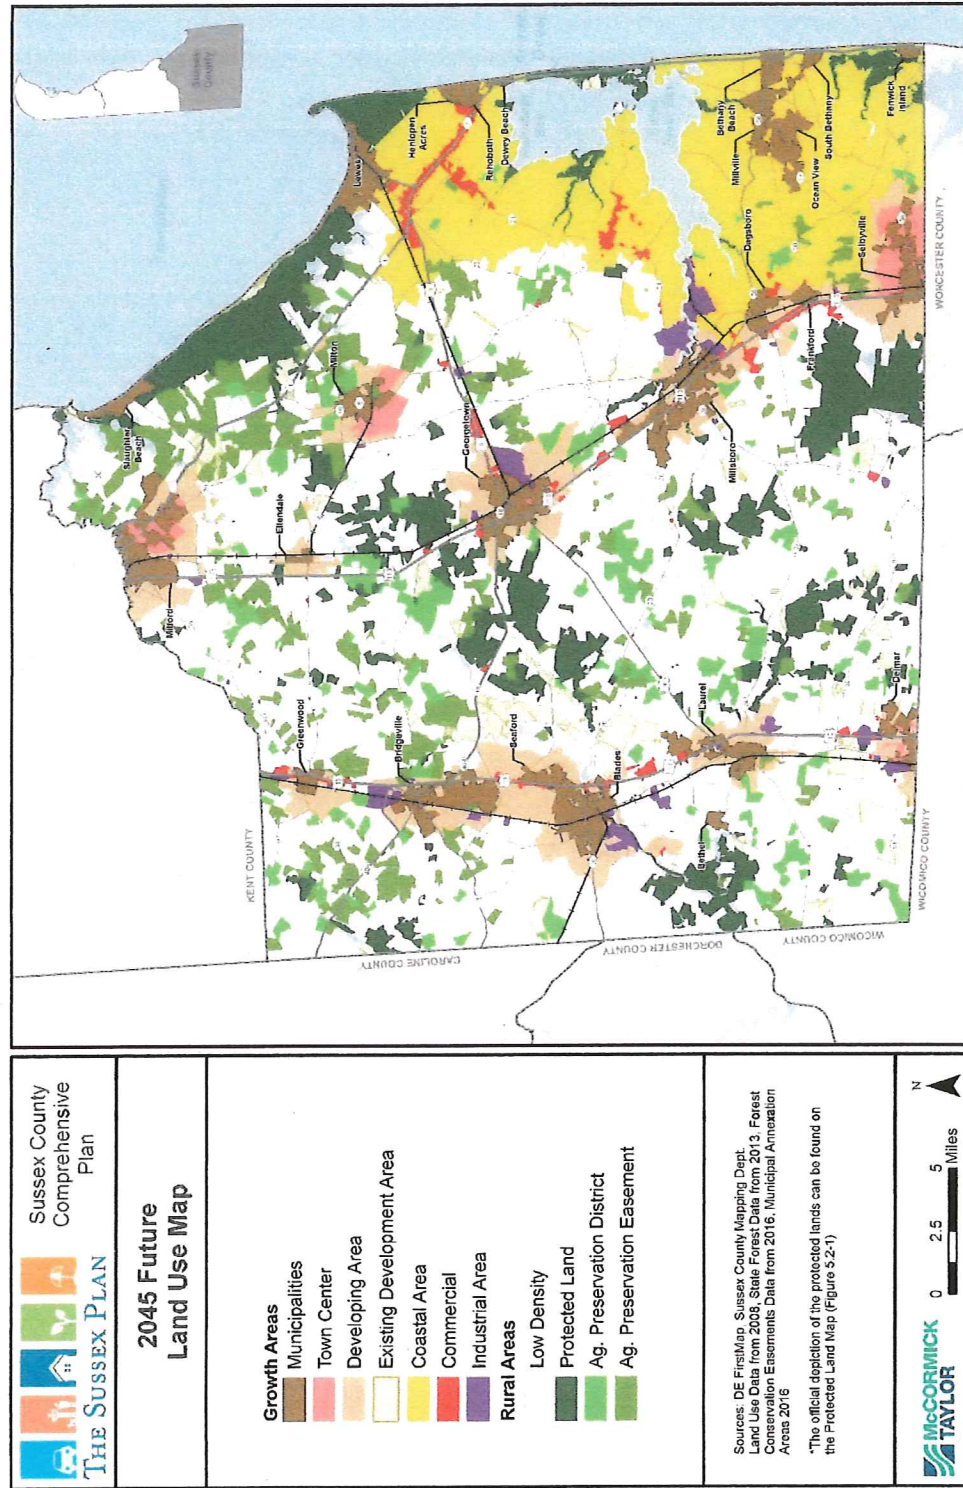 Sussex County
Comprehensive
Plan
THE SUSSEX PLAN
2045 Future
Land Use Map
Growth Areas
Municipalities
Town Center
Developing Area
Existing Development Area
Coastal Area
Commercial
Industrial Area
Rural Areas
Low Density
Protected Land
Ag. Preservation District
Ag. Preservation Easement
Sources: DE FirstMap, Sussex County Mapping Dept.
Land Use Data from 2008, State Forest Data from 2013, Forest
Conservation Easements Data from 2016, Municipal Annexation
Areas 2016
*The official depiction of the protected lands can be found on
the Protected Land Map (Figure 5.2-1)
McCORMICK
TAYLOR
0 2.5 5
Miles
N
Sussex
County
KENT COUNTY
CAROLINE COUNTY
DORCHESTER COUNTY
WICOMICO COUNTY
WICOMICO COUNTY
WORCESTER COUNTY
Milford
Slaughter
Beach
Ellendale
Milton
Lewes
Henlopen
Acres
Rehoboth
Dewey Beach
Greenwood
Bridgeville
Georgetown
Seaford
Blades
Bethel
Laurel
Delmar
Millsboro
Dagsboro
Frankford
Selbyville
Millville
Bethany
Beach
Ocean View
South Bethany
Fenwick
Island